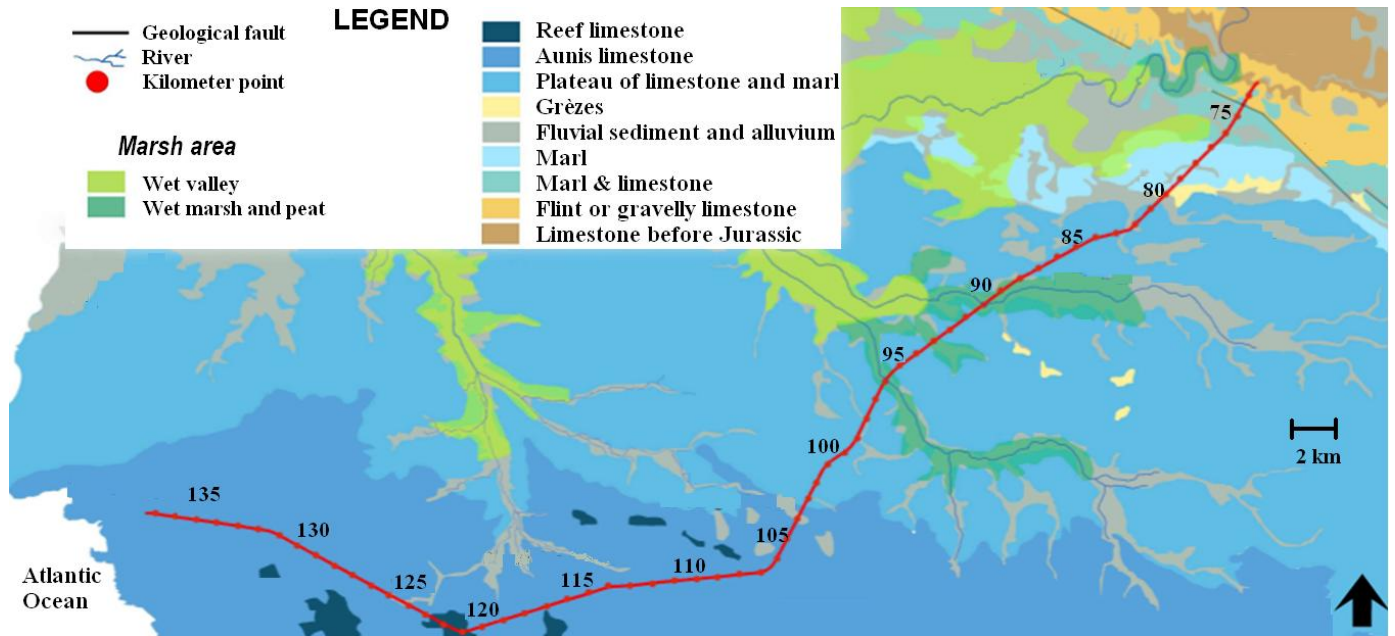 LEGEND
Geological fault
River
Kilometer point
Marsh area
Wet valley
Wet marsh and peat
Reef limestone
Aunis limestone
Plateau of limestone and marl
Grèzes
Fluvial sediment and alluvium
Marl
Marl & limestone
Flint or gravelly limestone
Limestone before Jurassic
75
80
85
90
95
100
105
110
115
120
125
130
135
2 km
Atlantic
Ocean